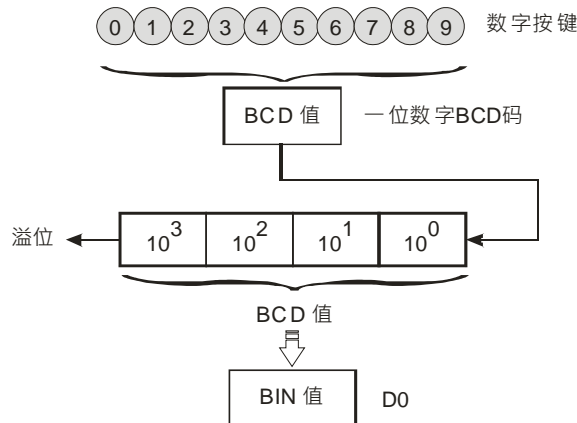 0 1 2 3 4 5 6 7 8 9 数字按键
BCD 值 一位数字BCD码
溢位 10³ 10² 10¹ 10⁰
BCD 值
BIN 值 D0